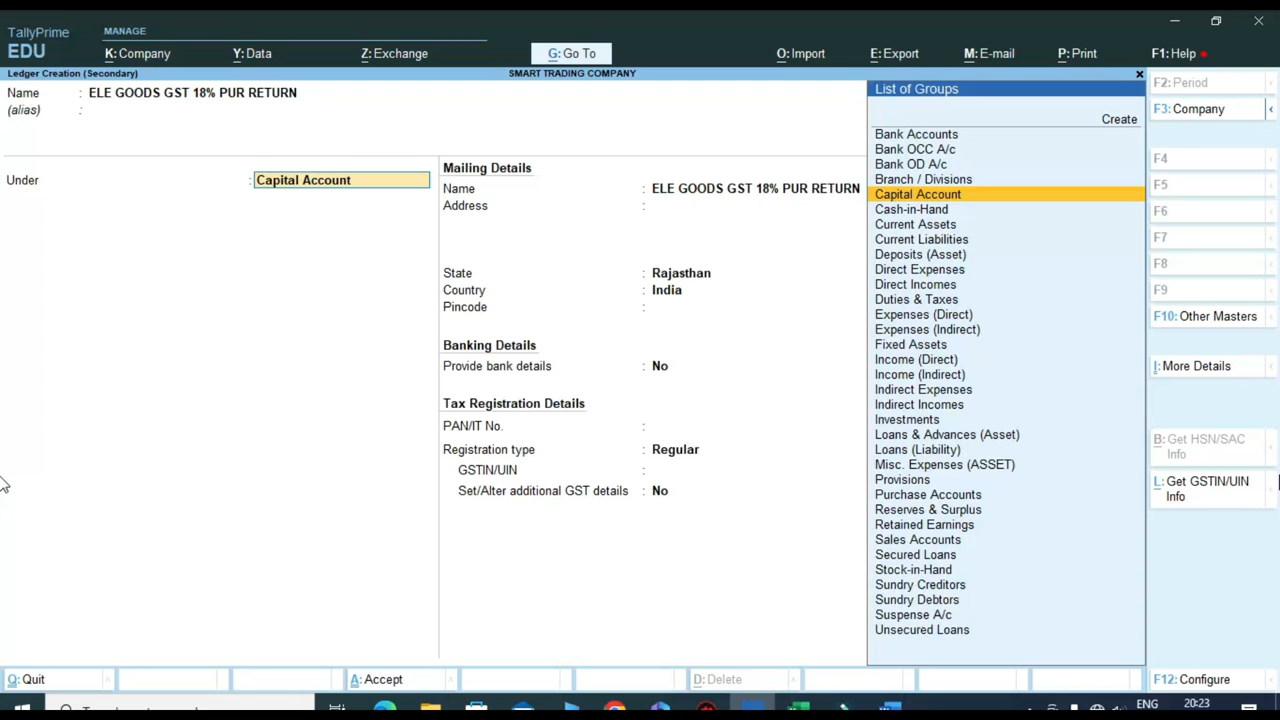 TallyPrime
EDU
MANAGE
K: Company
Y: Data
Z: Exchange
G: Go To
O: Import
E: Export
M: E-mail
P: Print
F1: Help
Ledger Creation (Secondary)
SMART TRADING COMPANY
Name : ELE GOODS GST 18% PUR RETURN
(alias) :
Under : Capital Account
Mailing Details
Name : ELE GOODS GST 18% PUR RETURN
Address :
State : Rajasthan
Country : India
Pincode :
Banking Details
Provide bank details : No
Tax Registration Details
PAN/IT No. :
Registration type : Regular
GSTIN/UIN :
Set/Alter additional GST details : No
List of Groups
Create
Bank Accounts
Bank OCC A/c
Bank OD A/c
Branch / Divisions
Capital Account
Cash-in-Hand
Current Assets
Current Liabilities
Deposits (Asset)
Direct Expenses
Direct Incomes
Duties & Taxes
Expenses (Direct)
Expenses (Indirect)
Fixed Assets
Income (Direct)
Income (Indirect)
Indirect Expenses
Indirect Incomes
Investments
Loans & Advances (Asset)
Loans (Liability)
Misc. Expenses (ASSET)
Provisions
Purchase Accounts
Reserves & Surplus
Retained Earnings
Sales Accounts
Secured Loans
Stock-in-Hand
Sundry Creditors
Sundry Debtors
Suspense A/c
Unsecured Loans
F2: Period
F3: Company
F4
F5
F6
F7
F8
F9
F10: Other Masters
I: More Details
B: Get HSN/SAC
Info
L: Get GSTIN/UIN
Info
Q: Quit
A: Accept
D: Delete
F12: Configure
ENG
20:23